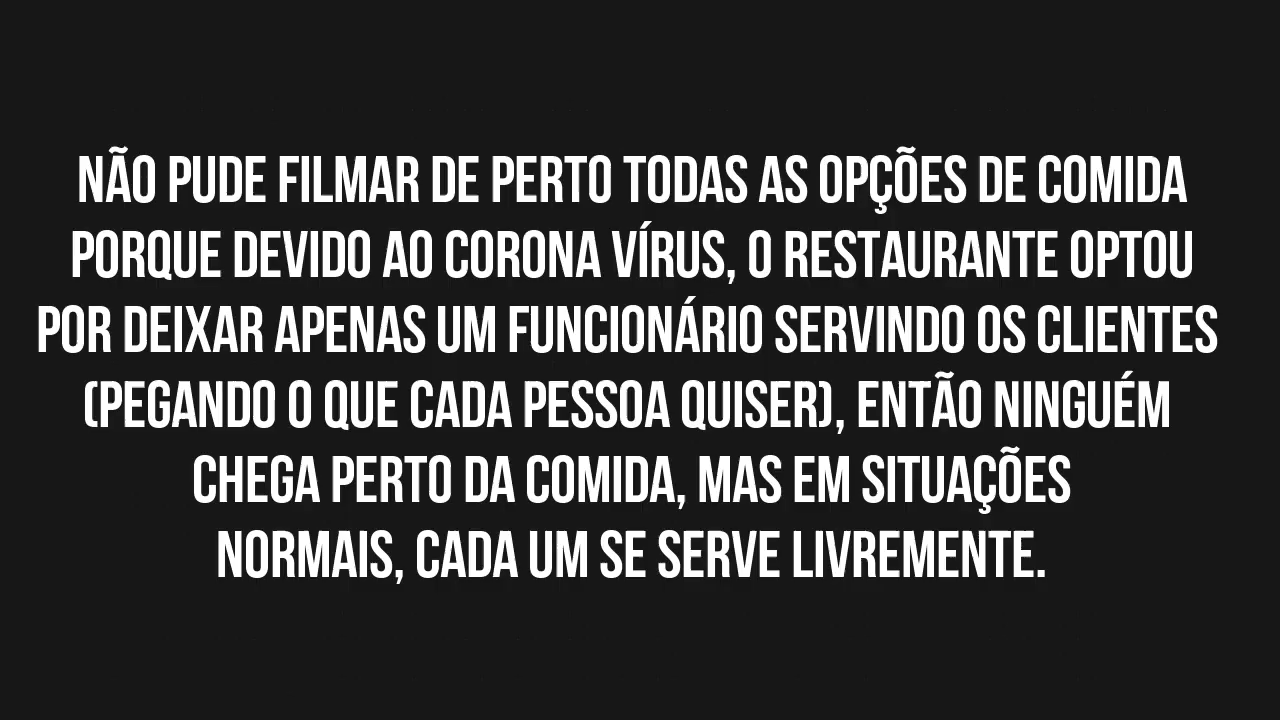 NÃO PUDE FILMAR DE PERTO TODAS AS OPÇÕES DE COMIDA
PORQUE DEVIDO AO CORONA VÍRUS, O RESTAURANTE OPTOU
POR DEIXAR APENAS UM FUNCIONÁRIO SERVINDO OS CLIENTES
(PEGANDO O QUE CADA PESSOA QUISER), ENTÃO NINGUÉM
CHEGA PERTO DA COMIDA, MAS EM SITUAÇÕES
NORMAIS, CADA UM SE SERVE LIVREMENTE.